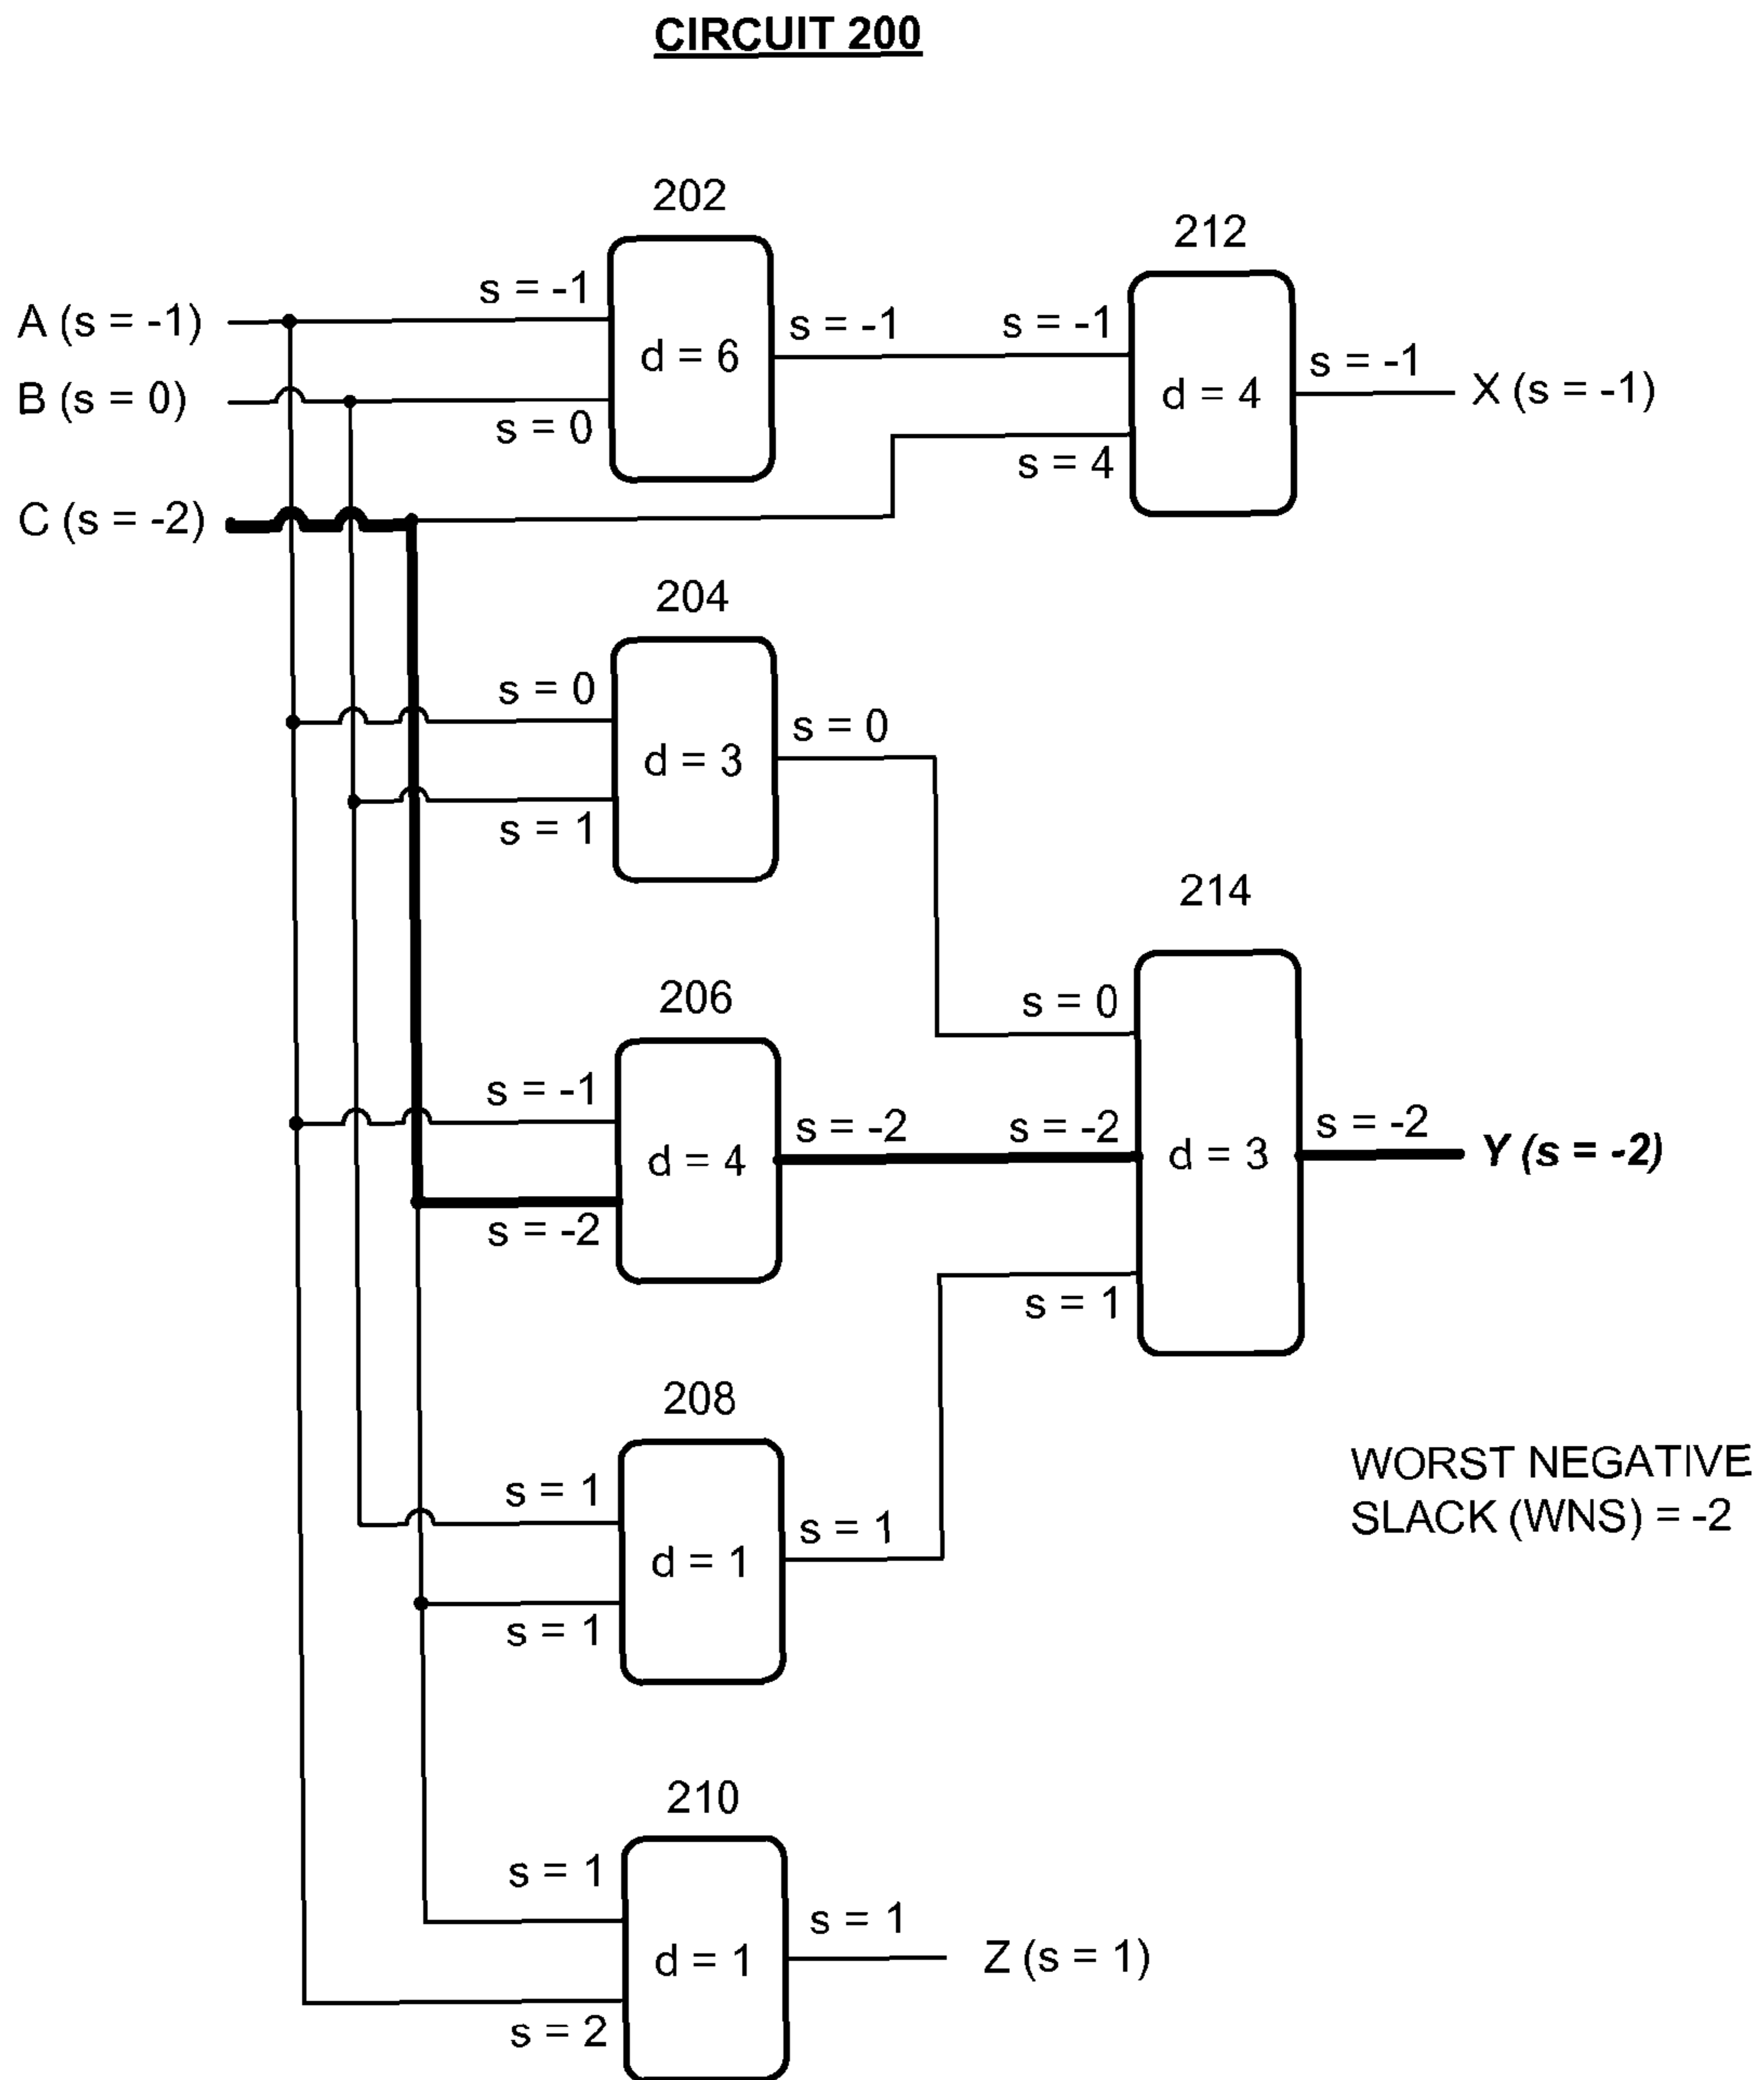 CIRCUIT 200
202
212
s = -1
A (s = -1)
s = -1
s = -1
s = -1
d = 6
d = 4
X (s = -1)
B (s = 0)
s = 0
s = 4
C (s = -2)
204
s = 0
s = 0
d = 3
s = 1
214
206
s = 0
s = -1
s = -2
s = -2
s = -2
d = 4
d = 3
Y (s = -2)
s = -2
s = 1
208
WORST NEGATIVE
SLACK (WNS) = -2
s = 1
s = 1
d = 1
s = 1
210
s = 1
s = 1
d = 1
Z (s = 1)
s = 2